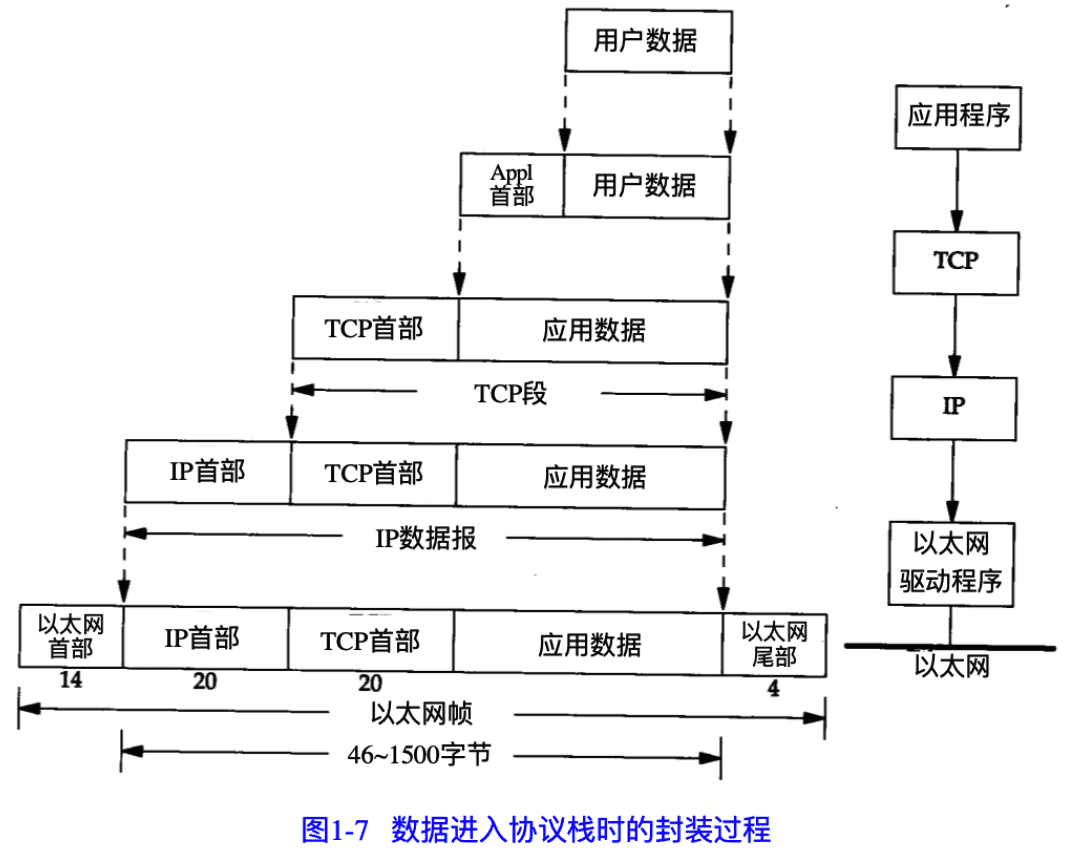 用户数据
应用程序
Appl
首部
用户数据
TCP
TCP首部
应用数据
TCP段
IP
IP首部
TCP首部
应用数据
IP数据报
以太网
驱动程序
以太网
首部
IP首部
TCP首部
应用数据
以太网
尾部
以太网
14
20
20
4
以太网帧
46~1500字节
图1-7 数据进入协议栈时的封装过程